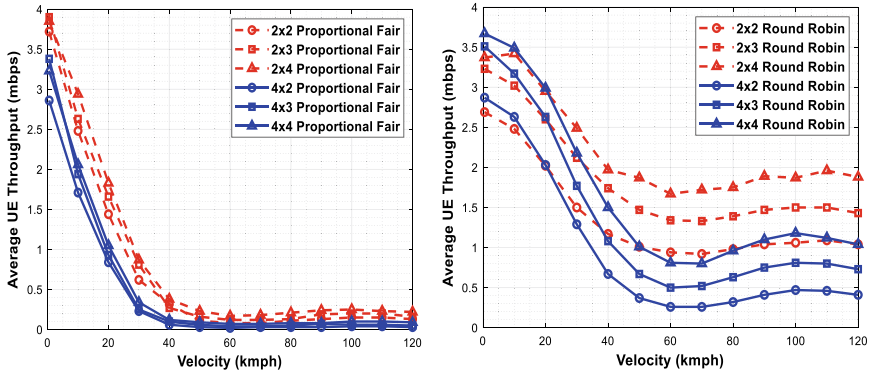 4
3.5
3
2.5
2
1.5
1
0.5
0
Average UE Throughput (mbps)
2x2 Proportional Fair
2x3 Proportional Fair
2x4 Proportional Fair
4x2 Proportional Fair
4x3 Proportional Fair
4x4 Proportional Fair
0 20 40 60 80 100 120
Velocity (kmph)
4
3.5
3
2.5
2
1.5
1
0.5
0
Average UE Throughput (mbps)
2x2 Round Robin
2x3 Round Robin
2x4 Round Robin
4x2 Round Robin
4x3 Round Robin
4x4 Round Robin
0 20 40 60 80 100 120
Velocity (kmph)